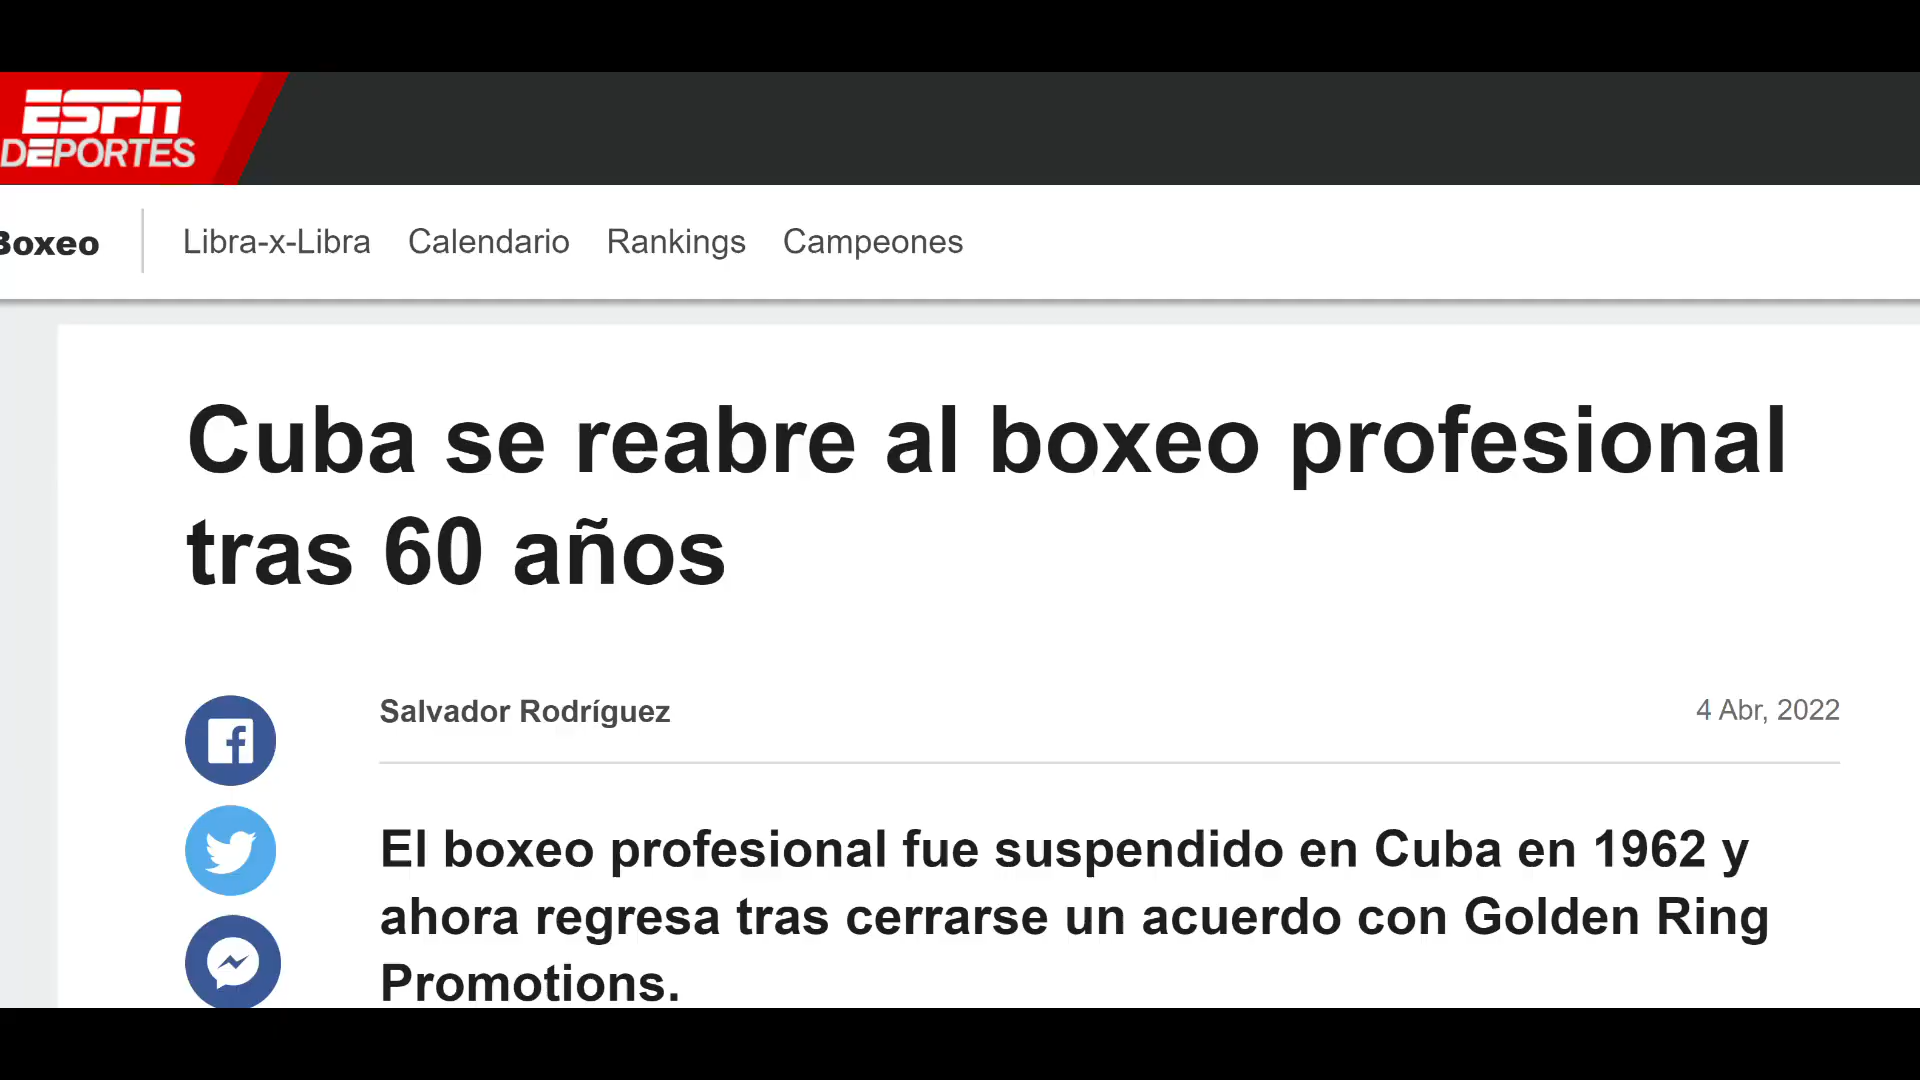 ESPN
DEPORTES
Boxeo
Libra-x-Libra Calendario Rankings Campeones
Cuba se reabre al boxeo profesional
tras 60 años
Salvador Rodríguez
4 Abr, 2022
El boxeo profesional fue suspendido en Cuba en 1962 y
ahora regresa tras cerrarse un acuerdo con Golden Ring
Promotions.